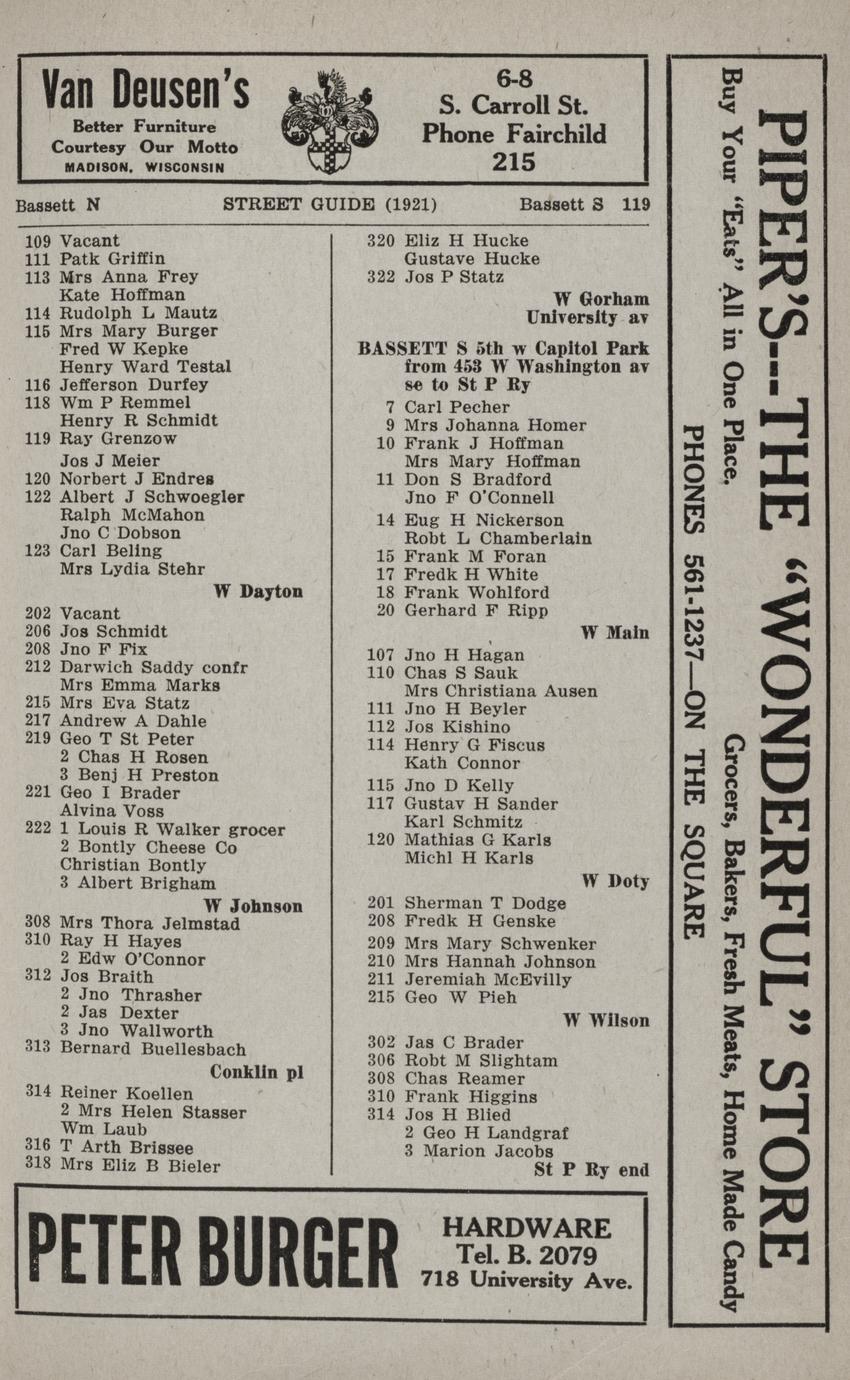 Van Deusen's
Better Furniture
Courtesy Our Motto
MADISON, WISCONSIN
6-8
S. Carroll St.
Phone Fairchild
215
Bassett N STREET GUIDE (1921) Bassett S 119
109 Vacant
111 Patk Griffin
113 Mrs Anna Frey
Kate Hoffman
114 Rudolph L Mautz
115 Mrs Mary Burger
Fred W Kepke
Henry Ward Testal
116 Jefferson Durfey
118 Wm P Remmel
Henry R Schmidt
119 Ray Grenzow
Jos J Meier
120 Norbert J Endres
122 Albert J Schwoegler
Ralph McMahon
Jno C Dobson
123 Carl Beling
Mrs Lydia Stehr
W Dayton
202 Vacant
206 Jos Schmidt
208 Jno F Fix
212 Darwich Saddy confr
Mrs Emma Marks
215 Mrs Eva Statz
217 Andrew A Dahle
219 Geo T St Peter
2 Chas H Rosen
3 Benj H Preston
221 Geo I Brader
Alvina Voss
222 1 Louis R Walker grocer
2 Bontly Cheese Co
Christian Bontly
3 Albert Brigham
W Johnson
308 Mrs Thora Jelmstad
310 Ray H Hayes
2 Edw O'Connor
312 Jos Braith
2 Jno Thrasher
2 Jas Dexter
3 Jno Wallworth
313 Bernard Buellesbach
Conklin pl
314 Reiner Koellen
2 Mrs Helen Stasser
Wm Laub
316 T Arth Brissee
318 Mrs Eliz B Bieler
320 Eliz H Hucke
Gustave Hucke
322 Jos P Statz
W Gorham
University av
BASSETT S 5th w Capitol Park
from 453 W Washington av
se to St P Ry
7 Carl Pecher
9 Mrs Johanna Homer
10 Frank J Hoffman
Mrs Mary Hoffman
11 Don S Bradford
Jno F O'Connell
14 Eug H Nickerson
Robt L Chamberlain
15 Frank M Foran
17 Fredk H White
18 Frank Wohlford
20 Gerhard F Ripp
W Main
107 Jno H Hagan
110 Chas S Sauk
Mrs Christiana Ausen
111 Jno H Beyler
112 Jos Kishino
114 Henry G Fiscus
Kath Connor
115 Jno D Kelly
117 Gustav H Sander
Karl Schmitz
120 Mathias G Karls
Michl H Karls
W Doty
201 Sherman T Dodge
208 Fredk H Genske
209 Mrs Mary Schwenker
210 Mrs Hannah Johnson
211 Jeremiah McEvilly
215 Geo W Pieh
W Wilson
302 Jas C Brader
306 Robt M Slightam
308 Chas Reamer
310 Frank Higgins
314 Jos H Blied
2 Geo H Landgraf
3 Marion Jacobs
St P Ry end
PETER BURGER
HARDWARE
Tel. B. 2079
718 University Ave.
PIPER'S---THE "WONDERFUL" STORE
Buy Your "Eats" All in One Place. Grocers, Bakers, Fresh Meats, Home Made Candy
PHONES 561-1237—ON THE SQUARE